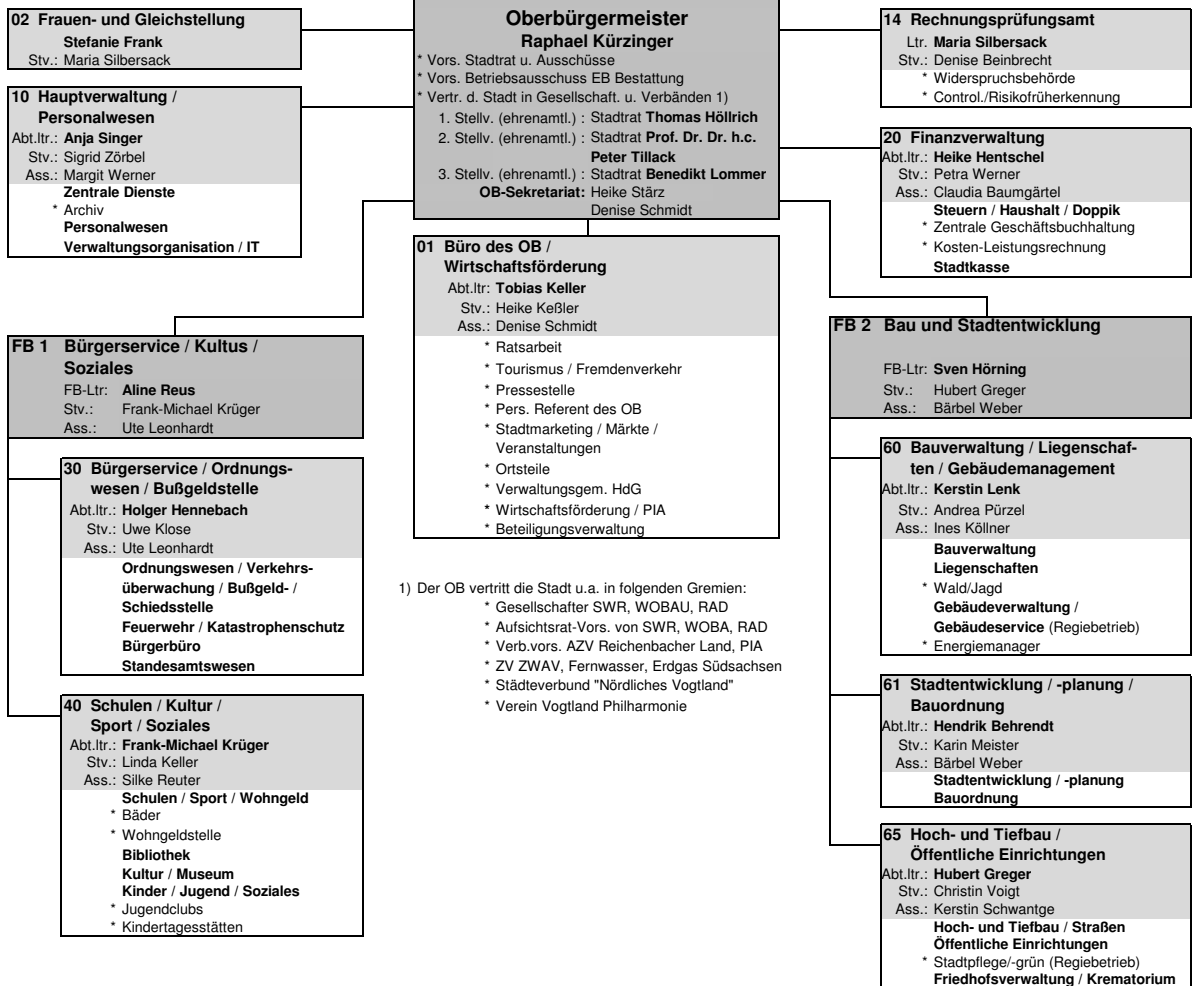 02 Frauen- und Gleichstellung
Stefanie Frank
Stv.: Maria Silbersack
10 Hauptverwaltung /
Personalwesen
Abt.ltr.: Anja Singer
Stv.: Sigrid Zörbel
Ass.: Margit Werner
Zentrale Dienste
* Archiv
Personalwesen
Verwaltungsorganisation / IT
Oberbürgermeister
Raphael Kürzinger
* Vors. Stadtrat u. Ausschüsse
* Vors. Betriebsausschuss EB Bestattung
* Vertr. d. Stadt in Gesellschaft. u. Verbänden 1)
1. Stellv. (ehrenamtl.) : Stadtrat Thomas Höllrich
2. Stellv. (ehrenamtl.) : Stadtrat Prof. Dr. Dr. h.c.
Peter Tillack
3. Stellv. (ehrenamtl.) : Stadtrat Benedikt Lommer
OB-Sekretariat: Heike Stärz
Denise Schmidt
14 Rechnungsprüfungsamt
Ltr. Maria Silbersack
Stv.: Denise Beinbrecht
* Widerspruchsbehörde
* Control./Risikofrüherkennung
20 Finanzverwaltung
Abt.ltr.: Heike Hentschel
Stv.: Petra Werner
Ass.: Claudia Baumgärtel
Steuern / Haushalt / Doppik
* Zentrale Geschäftsbuchhaltung
* Kosten-Leistungsrechnung
Stadtkasse
01 Büro des OB /
Wirtschaftsförderung
Abt.ltr: Tobias Keller
Stv.: Heike Keßler
Ass.: Denise Schmidt
* Ratsarbeit
* Tourismus / Fremdenverkehr
* Pressestelle
* Pers. Referent des OB
* Stadtmarketing / Märkte /
Veranstaltungen
* Ortsteile
* Verwaltungsgem. HdG
* Wirtschaftsförderung / PIA
* Beteiligungsverwaltung
1) Der OB vertritt die Stadt u.a. in folgenden Gremien:
* Gesellschafter SWR, WOBAU, RAD
* Aufsichtsrat-Vors. von SWR, WOBA, RAD
* Verb.vors. AZV Reichenbacher Land, PIA
* ZV ZWAV, Fernwasser, Erdgas Südsachsen
* Städteverbund "Nördliches Vogtland"
* Verein Vogtland Philharmonie
FB 1 Bürgerservice / Kultus /
Soziales
FB-Ltr: Aline Reus
Stv.: Frank-Michael Krüger
Ass.: Ute Leonhardt
30 Bürgerservice / Ordnungs-
wesen / Bußgeldstelle
Abt.ltr.: Holger Hennebach
Stv.: Uwe Klose
Ass.: Ute Leonhardt
Ordnungswesen / Verkehrs-
überwachung / Bußgeld- /
Schiedsstelle
Feuerwehr / Katastrophenschutz
Bürgerbüro
Standesamtswesen
40 Schulen / Kultur /
Sport / Soziales
Abt.ltr.: Frank-Michael Krüger
Stv.: Linda Keller
Ass.: Silke Reuter
Schulen / Sport / Wohngeld
* Bäder
* Wohngeldstelle
Bibliothek
Kultur / Museum
Kinder / Jugend / Soziales
* Jugendclubs
* Kindertagesstätten
FB 2 Bau und Stadtentwicklung
FB-Ltr: Sven Hörning
Stv.: Hubert Greger
Ass.: Bärbel Weber
60 Bauverwaltung / Liegenschaf-
ten / Gebäudemanagement
Abt.ltr.: Kerstin Lenk
Stv.: Andrea Pürzel
Ass.: Ines Köllner
Bauverwaltung
Liegenschaften
* Wald/Jagd
Gebäudeverwaltung /
Gebäudeservice (Regiebetrieb)
* Energiemanager
61 Stadtentwicklung / -planung /
Bauordnung
Abt.ltr.: Hendrik Behrendt
Stv.: Karin Meister
Ass.: Bärbel Weber
Stadtentwicklung / -planung
Bauordnung
65 Hoch- und Tiefbau /
Öffentliche Einrichtungen
Abt.ltr.: Hubert Greger
Stv.: Christin Voigt
Ass.: Kerstin Schwantge
Hoch- und Tiefbau / Straßen
Öffentliche Einrichtungen
* Stadtpflege/-grün (Regiebetrieb)
Friedhofsverwaltung / Krematorium